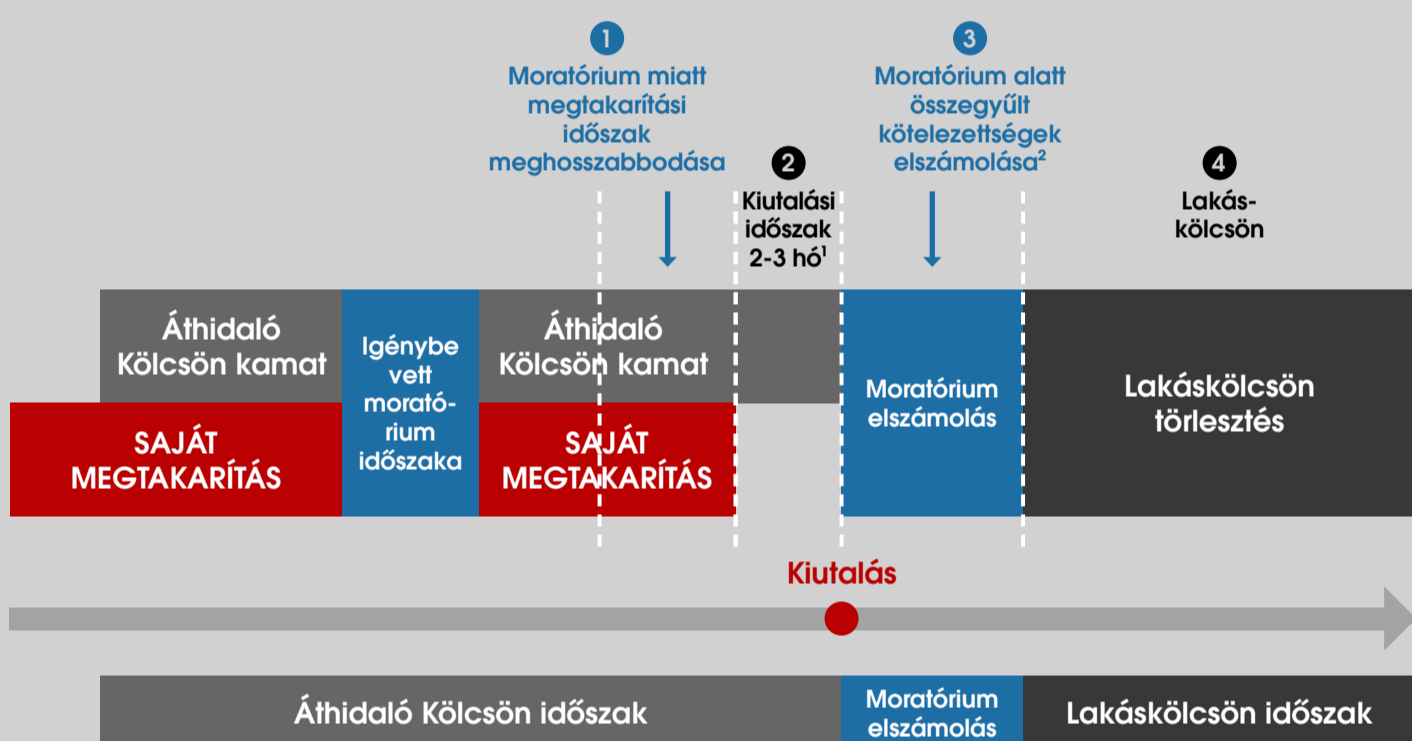 1
Moratórium miatt
megtakarítási
időszak
meghosszabbodása
2
Kiutalási
időszak
2-3 hó¹
3
Moratórium alatt
összegyűlt
kötelezettségek
elszámolása²
4
Lakás-
kölcsön
Áthidaló
Kölcsön kamat
SAJÁT
MEGTAKARÍTÁS
Igénybe
vett
morató-
rium
időszaka
Áthidaló
Kölcsön kamat
SAJÁT
MEGTAKARÍTÁS
Moratórium
elszámolás
Lakáskölcsön
törlesztés
Kiutalás
Áthidaló Kölcsön időszak
Moratórium
elszámolás
Lakáskölcsön időszak